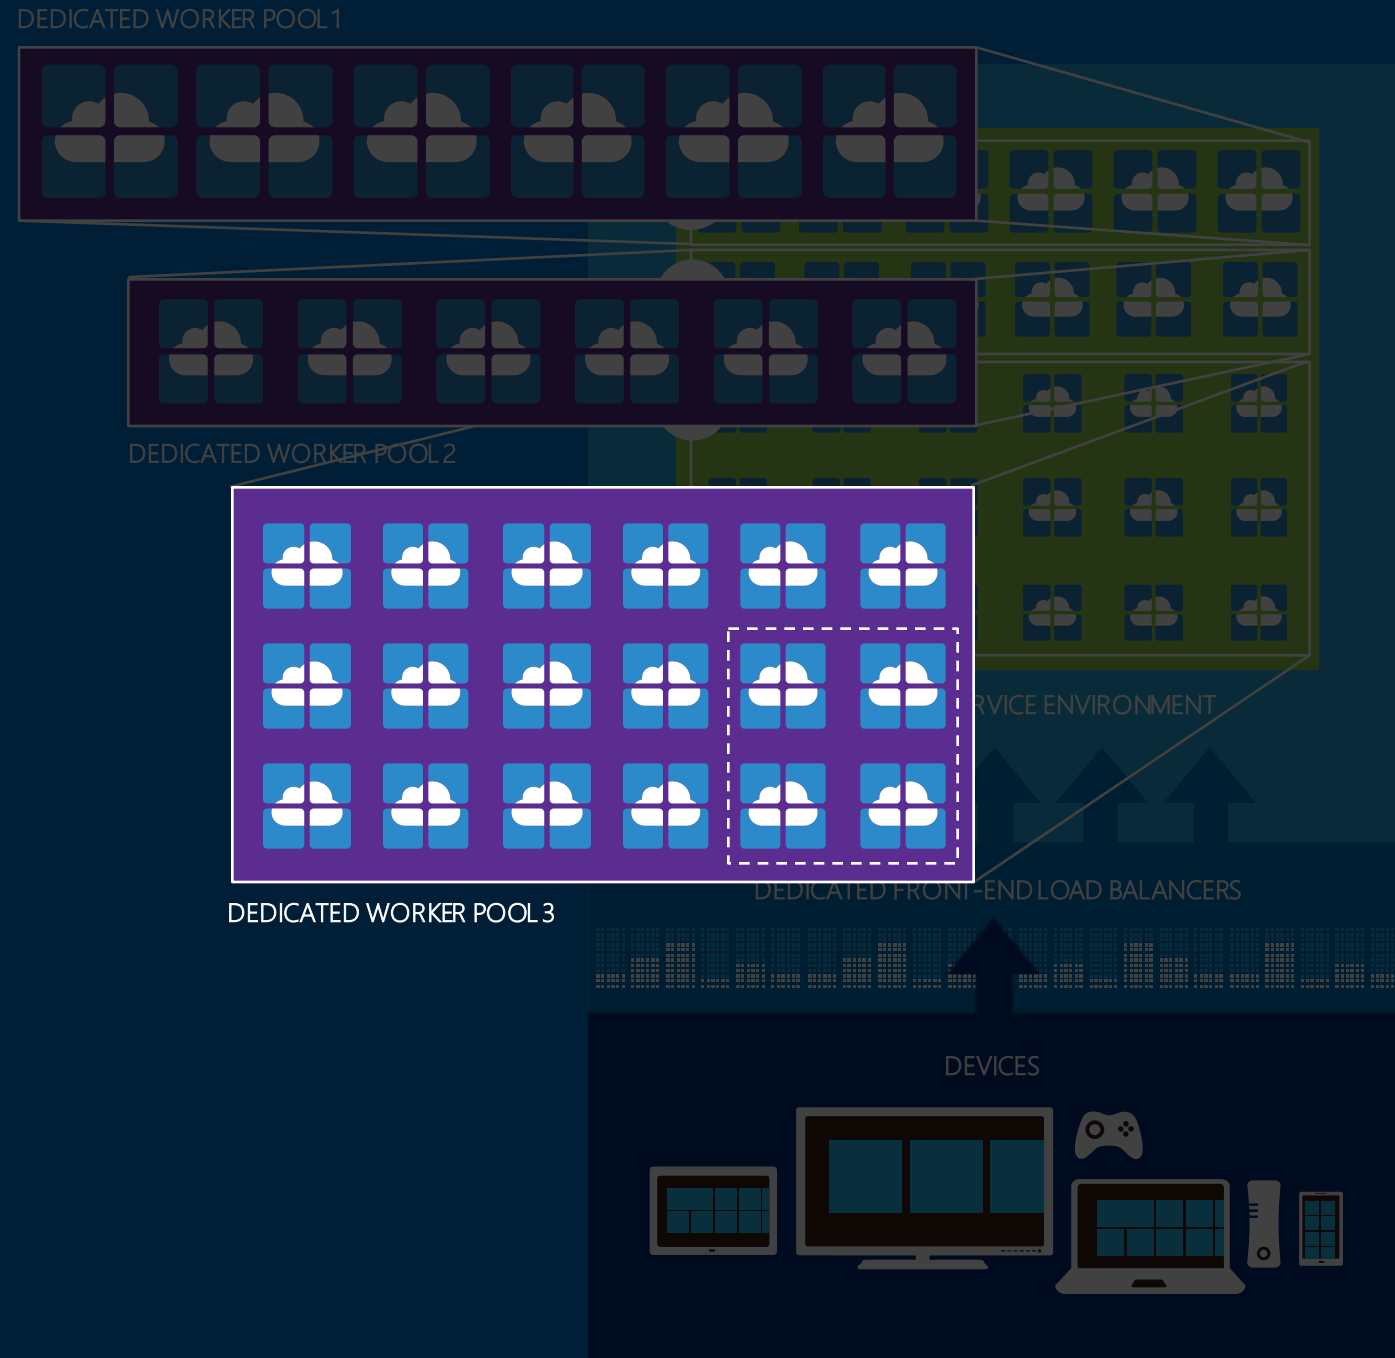 DEDICATED WORKER POOL 1
DEDICATED WORKER POOL 2
DEDICATED WORKER POOL 3
ENVIRONMENT
DEDICATED FRONT-END LOAD BALANCERS
DEVICES